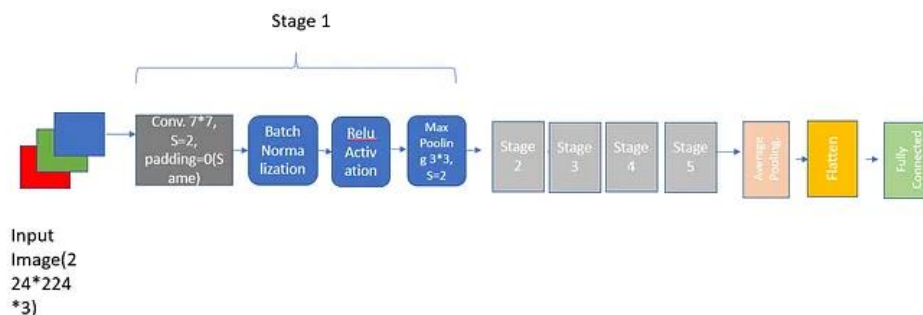 Stage 1
Conv. 7*7,
S=2,
padding=0(S
ame)
Batch
Norma
lization
Relu
Activ
ation
Max
Poolin
g 3*3,
S=2
Stage
2
Stage
3
Stage
4
Stage
5
Average
Pooling,
Flatten
Fully
Connected
Input
Image(2
24*224
*3)